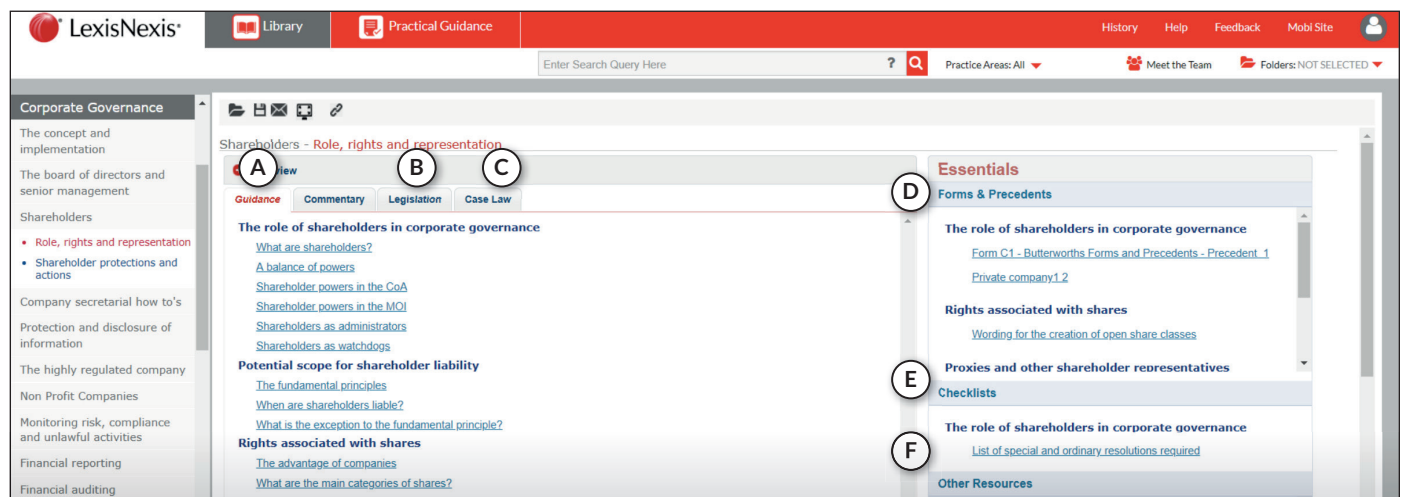 LexisNexis®
Library
Practical Guidance
History
Help
Feedback
Mobi Site
Enter Search Query Here
?
Practice Areas: All
Meet the Team
Folders: NOT SELECTED
Corporate Governance
The concept and
implementation
The board of directors and
senior management
Shareholders
• Role, rights and representation
• Shareholder protections and
actions
Company secretarial how to's
Protection and disclosure of
information
The highly regulated company
Non Profit Companies
Monitoring risk, compliance
and unlawful activities
Financial reporting
Financial auditing
Shareholders - Role, rights and representation
A
B
C
Guidance
Commentary
Legislation
Case Law
The role of shareholders in corporate governance
What are shareholders?
A balance of powers
Shareholder powers in the CoA
Shareholder powers in the MOI
Shareholders as administrators
Shareholders as watchdogs
Potential scope for shareholder liability
The fundamental principles
When are shareholders liable?
What is the exception to the fundamental principle?
Rights associated with shares
The advantage of companies
What are the main categories of shares?
Essentials
D
Forms & Precedents
The role of shareholders in corporate governance
Form C1 - Butterworths Forms and Precedents - Precedent 1
Private company1.2
Rights associated with shares
Wording for the creation of open share classes
Proxies and other shareholder representatives
E
Checklists
The role of shareholders in corporate governance
F
List of special and ordinary resolutions required
Other Resources